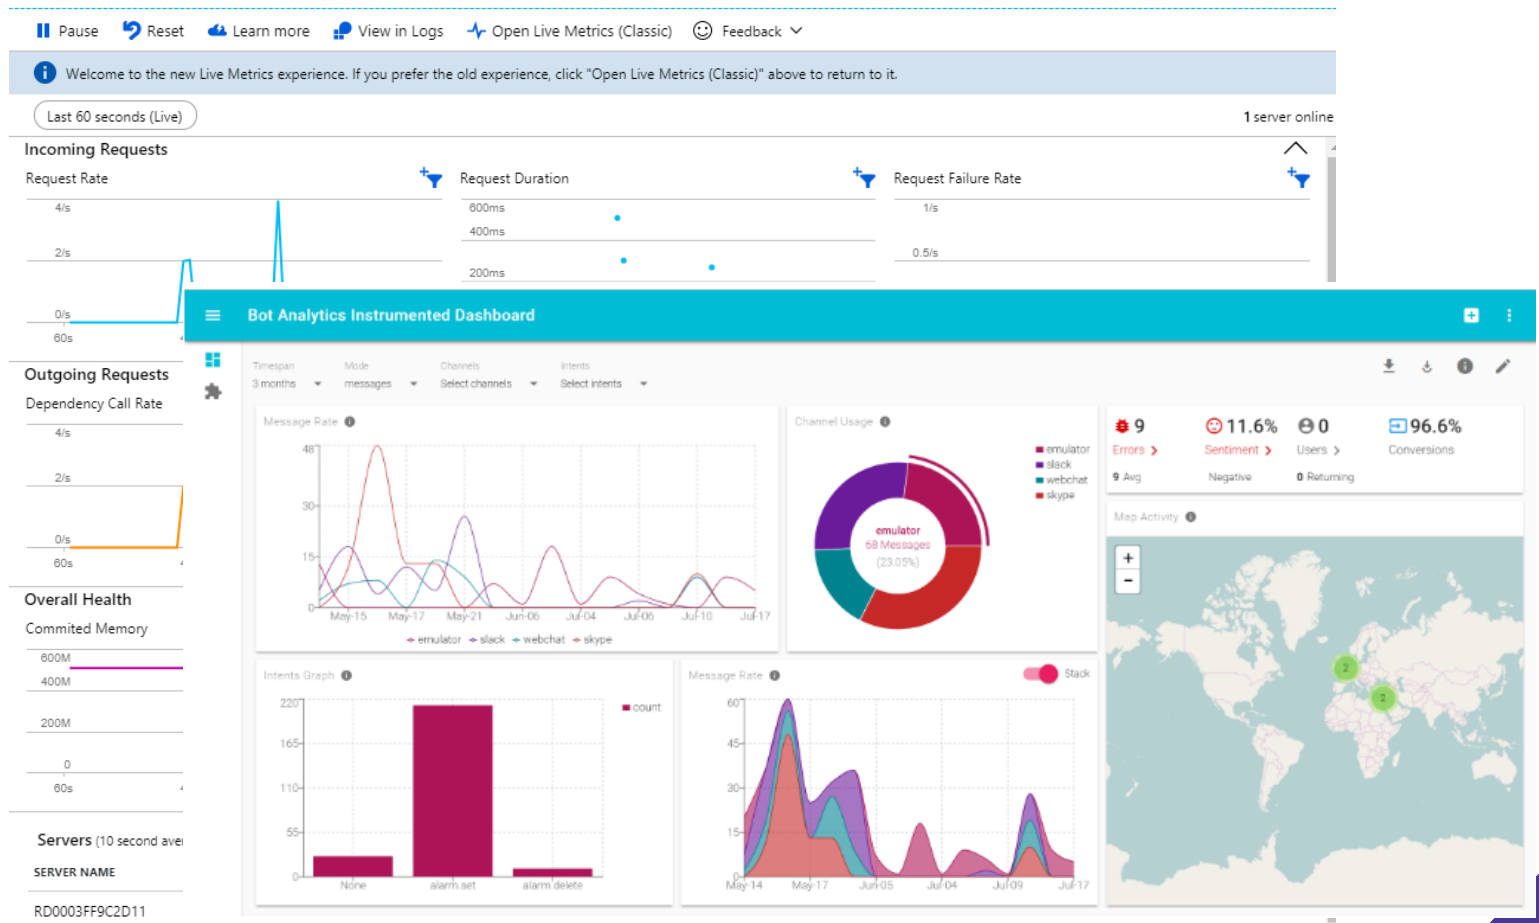 Pause Reset Learn more View in Logs Open Live Metrics (Classic) Feedback
Welcome to the new Live Metrics experience. If you prefer the old experience, click "Open Live Metrics (Classic)" above to return to it.
Last 60 seconds (Live) 1 server online
Incoming Requests
Request Rate Request Duration Request Failure Rate
4/s 600ms 1/s
400ms
2/s 0.5/s
200ms
0/s
60s
Outgoing Requests
Dependency Call Rate
4/s
2/s
0/s
60s
Overall Health
Commited Memory
600M
400M
200M
0
60s
Servers (10 second aver
SERVER NAME
RD0003FF9C2D11
Bot Analytics Instrumented Dashboard
Timespan Mode Channels Intents
3 months messages Select channels Select intents
Message Rate
48
30
15
0
May-15 May-17 May-21 Jun-06 Jul-04 Jul-06 Jul-10 Jul-17
emulator slack webchat skype
Channel Usage
emulator
slack
webchat
skype
emulator
68 Messages
(23.05%)
9 11.6% 0 96.6%
Errors Sentiment Users Conversions
9 Avg Negative 0 Returning
Map Activity
+
-
2
2
Intents Graph
220
165
110
55
0
None alarm.set alarm.delete
count
Message Rate Stack
60
45
30
15
0
May-14 May-17 Jun-05 Jul-04 Jul-09 Jul-17